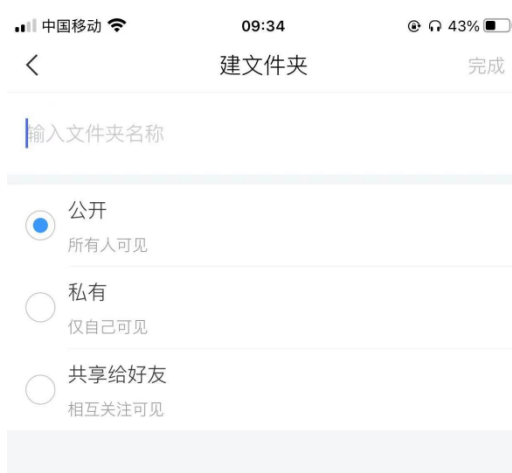 中国移动 09:34 43%
建文件夹 完成
输入文件夹名称
公开
所有人可见
私有
仅自己可见
共享给好友
相互关注可见